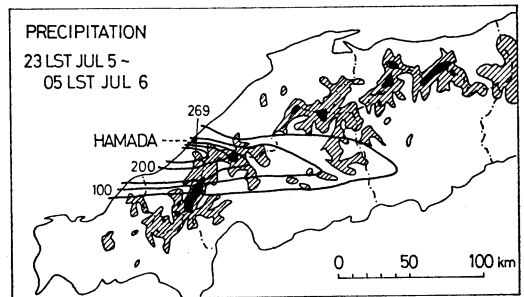 PRECIPITATION
23 LST JUL 5 ~
05 LST JUL 6
269
HAMADA
200
100
0 50 100 km